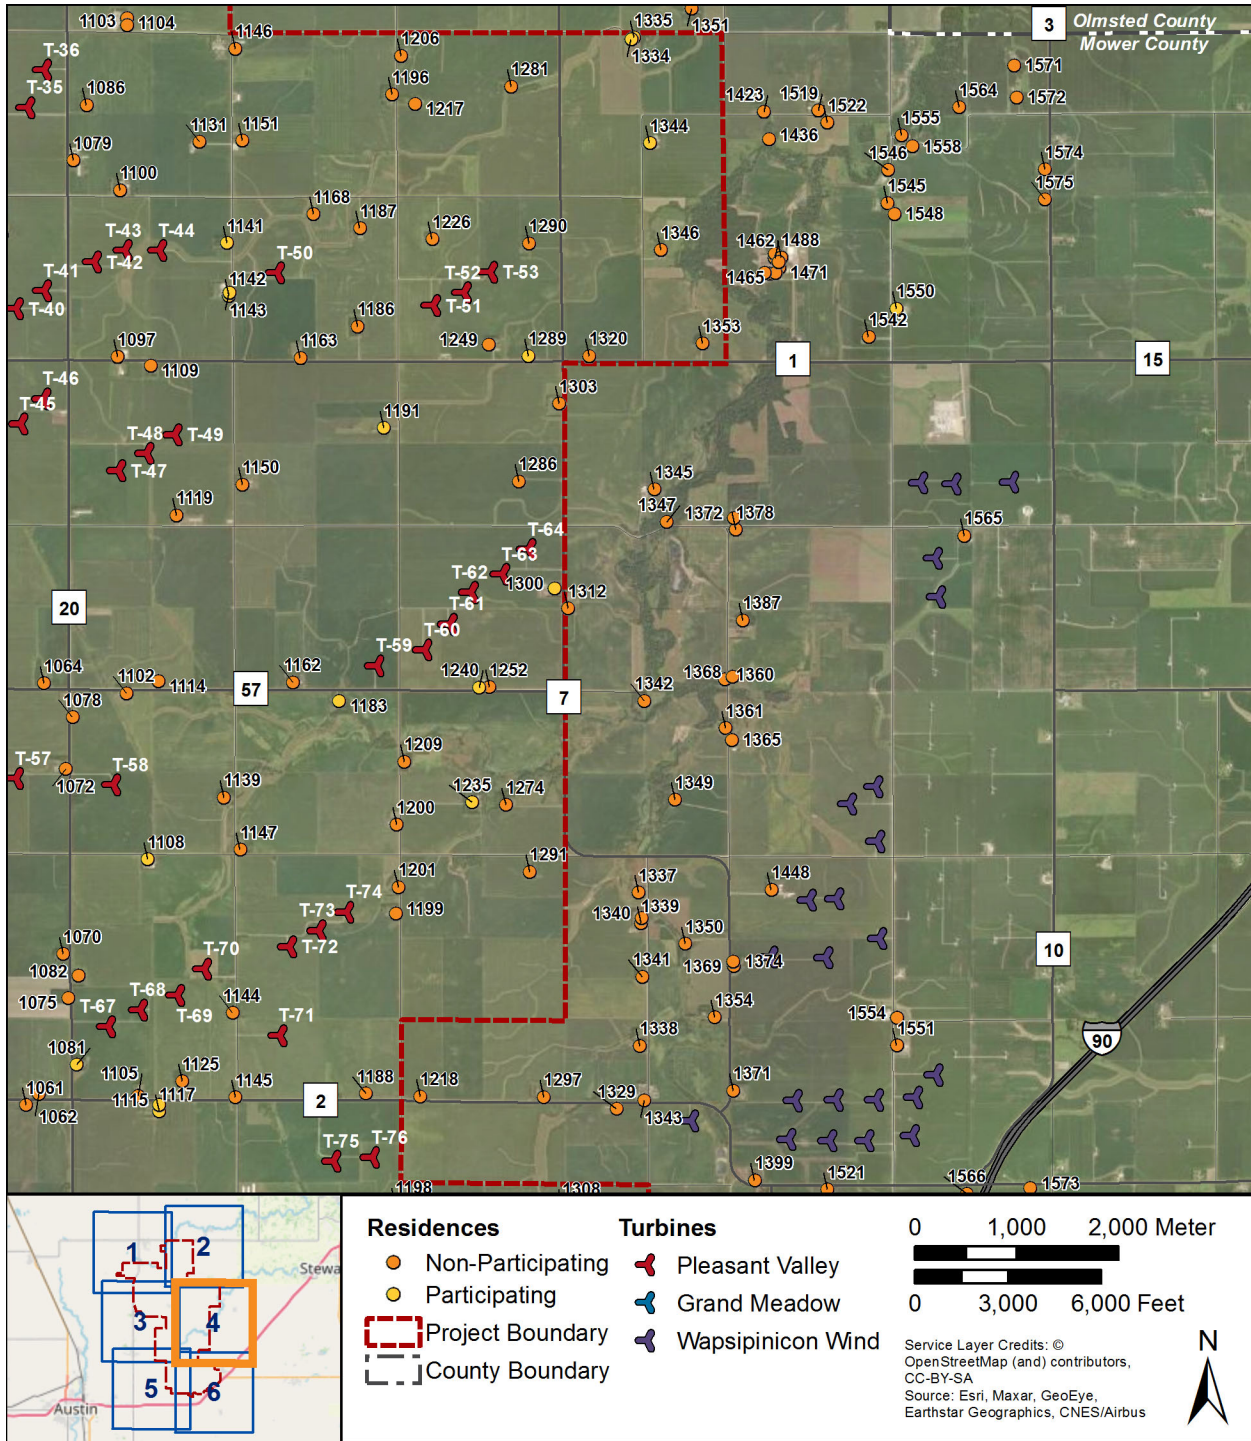 1103
1104
1335
1351
3
Olmsted County
Mower County
1146
1206
1334
T-36
1571
T-35
1086
1196
1281
1217
1423
1519
1522
1564
1572
1131
1151
1344
1436
1555
1558
1079
1546
1574
1100
1545
1575
1168
1187
1548
1141
1226
1290
1346
1462
1488
T-43
T-44
T-42
T-50
T-41
1142
T-52
T-53
1465
1471
T-40
1143
T-51
1550
1186
1542
1097
1163
1249
1289
1320
1353
1109
1
15
T-46
1303
T-45
1191
T-48
T-49
T-47
1150
1286
1345
1119
1347
1372
1378
T-64
1565
T-63
T-62
1300
1312
20
T-61
1387
T-60
T-59
1064
1102
1114
1162
1240
1252
1342
1368
1360
57
7
1078
1183
1361
1365
1209
T-57
T-58
1072
1139
1235
1274
1349
1200
1108
1147
1291
1201
1337
1448
T-74
1339
T-73
1199
1340
1350
T-72
1070
T-70
1341
1374
1369
10
1082
1075
T-68
1144
1354
T-67
T-69
T-71
1554
1338
1551
90
1081
1105
1125
1061
1115
1117
1145
1188
1218
1297
1329
1371
1062
2
1343
T-75
T-76
1399
1521
1566
1573
1198
1308
1
2
3
4
5
6
Stewa
Austin
Residences
Non-Participating
Participating
Project Boundary
County Boundary
Turbines
Pleasant Valley
Grand Meadow
Wapsipinicon Wind
0 1,000 2,000 Meter
0 3,000 6,000 Feet
Service Layer Credits: ©
OpenStreetMap (and) contributors,
CC-BY-SA
Source: Esri, Maxar, GeoEye,
Earthstar Geographics, CNES/Airbus
N